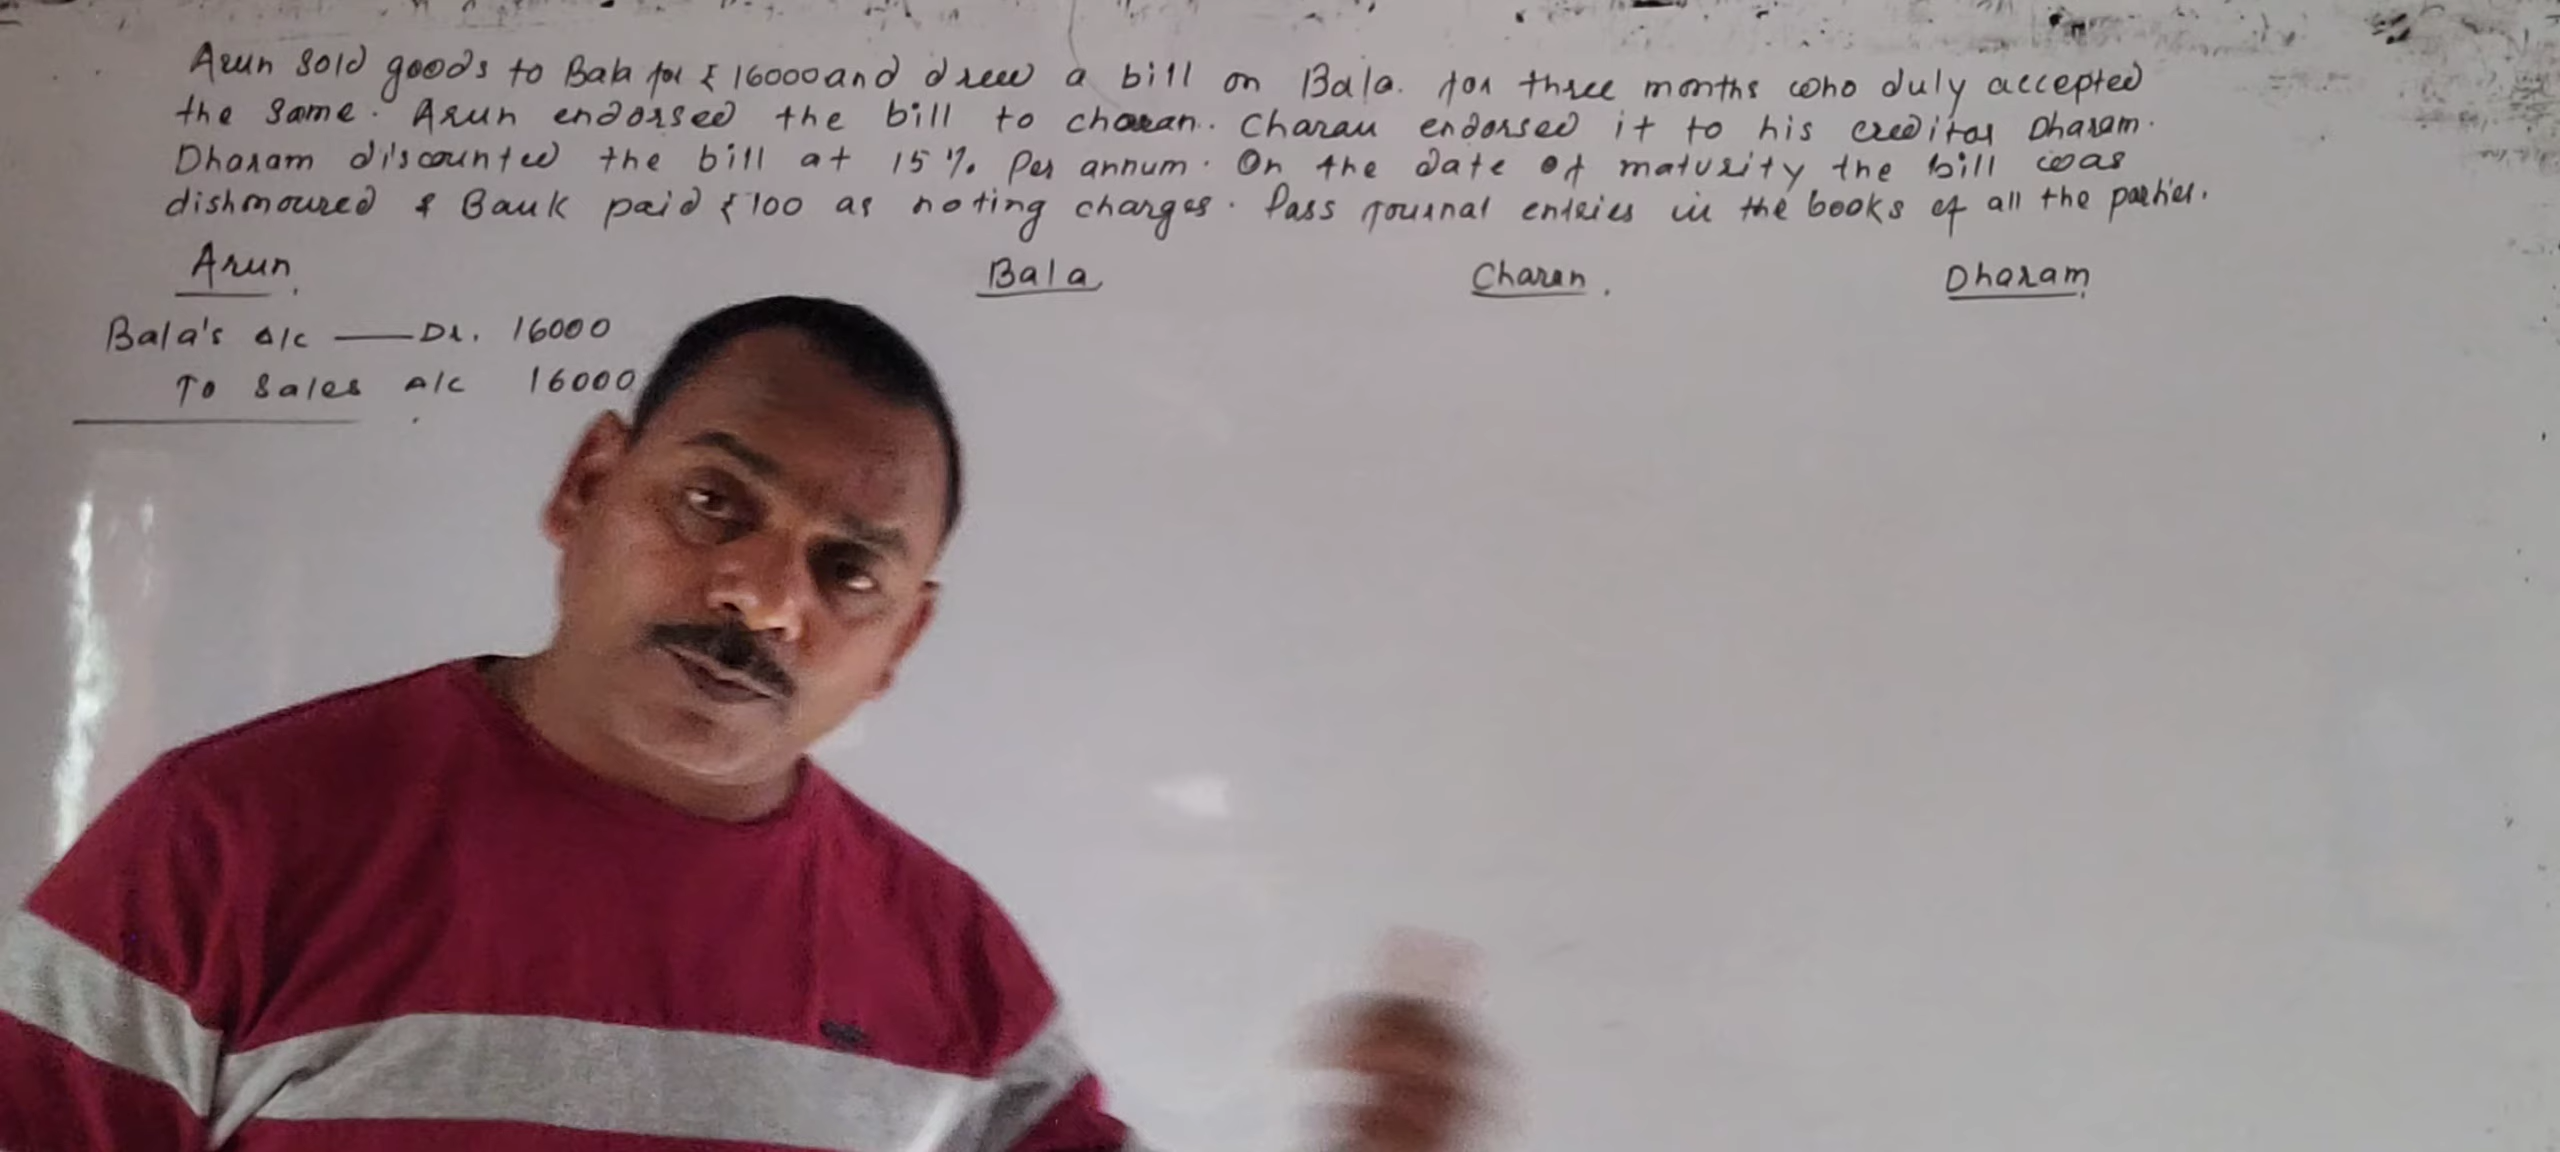 Arun sold goods to Bala for ₹ 16000 and drew a bill on Bala. for three months who duly accepted
the same. Arun endorsed the bill to charan. Charan endorsed it to his creditor Dharam.
Dharam discounted the bill at 15% Per annum. On the date of maturity the bill was
dishmoured & Bank paid ₹100 as noting charges. Pass Journal entries in the books of all the parties.
Arun. Bala Charan. Dharam
Bala's A/c — Dr. 16000
To Sales A/c 16000